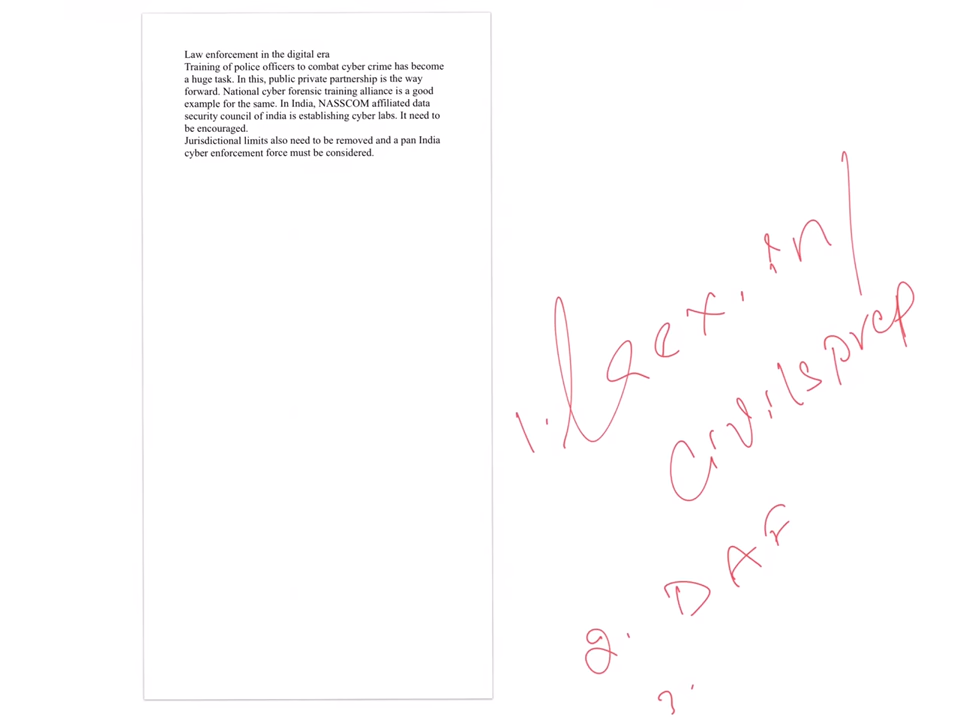 Law enforcement in the digital era
Training of police officers to combat cyber crime has become
a huge task. In this, public private partnership is the way
forward. National cyber forensic training alliance is a good
example for the same. In India, NASSCOM affiliated data
security council of india is establishing cyber labs. It need to
be encouraged.
Jurisdictional limits also need to be removed and a pan India
cyber enforcement force must be considered.
1.
civilsprep
2. DAF
3.